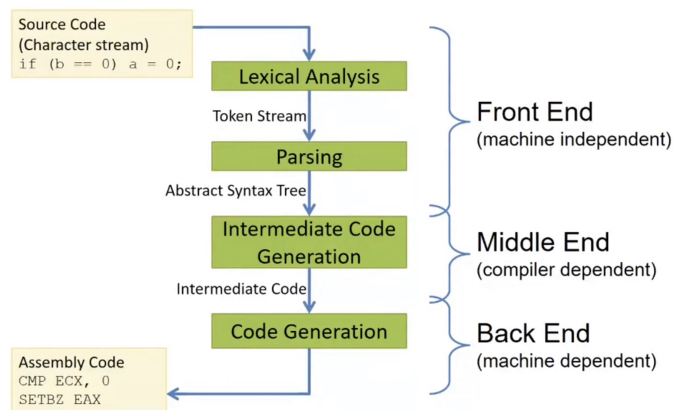 Source Code
(Character stream)
if (b == 0) a = 0;
Lexical Analysis
Token Stream
Parsing
Abstract Syntax Tree
Intermediate Code
Generation
Intermediate Code
Code Generation
Assembly Code
CMP ECX, 0
SETBZ EAX
Front End
(machine independent)
Middle End
(compiler dependent)
Back End
(machine dependent)